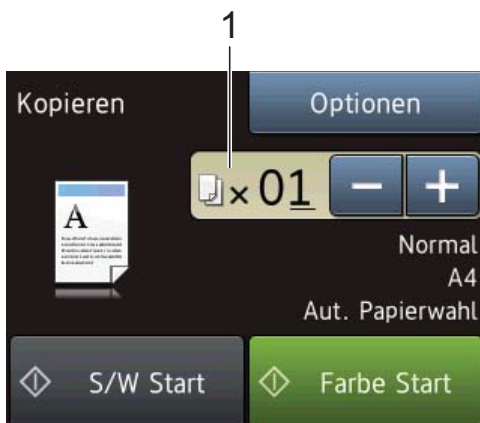 1
Kopieren
Optionen
A
× 01 − +
Normal
A4
Aut. Papierwahl
S/W Start
Farbe Start